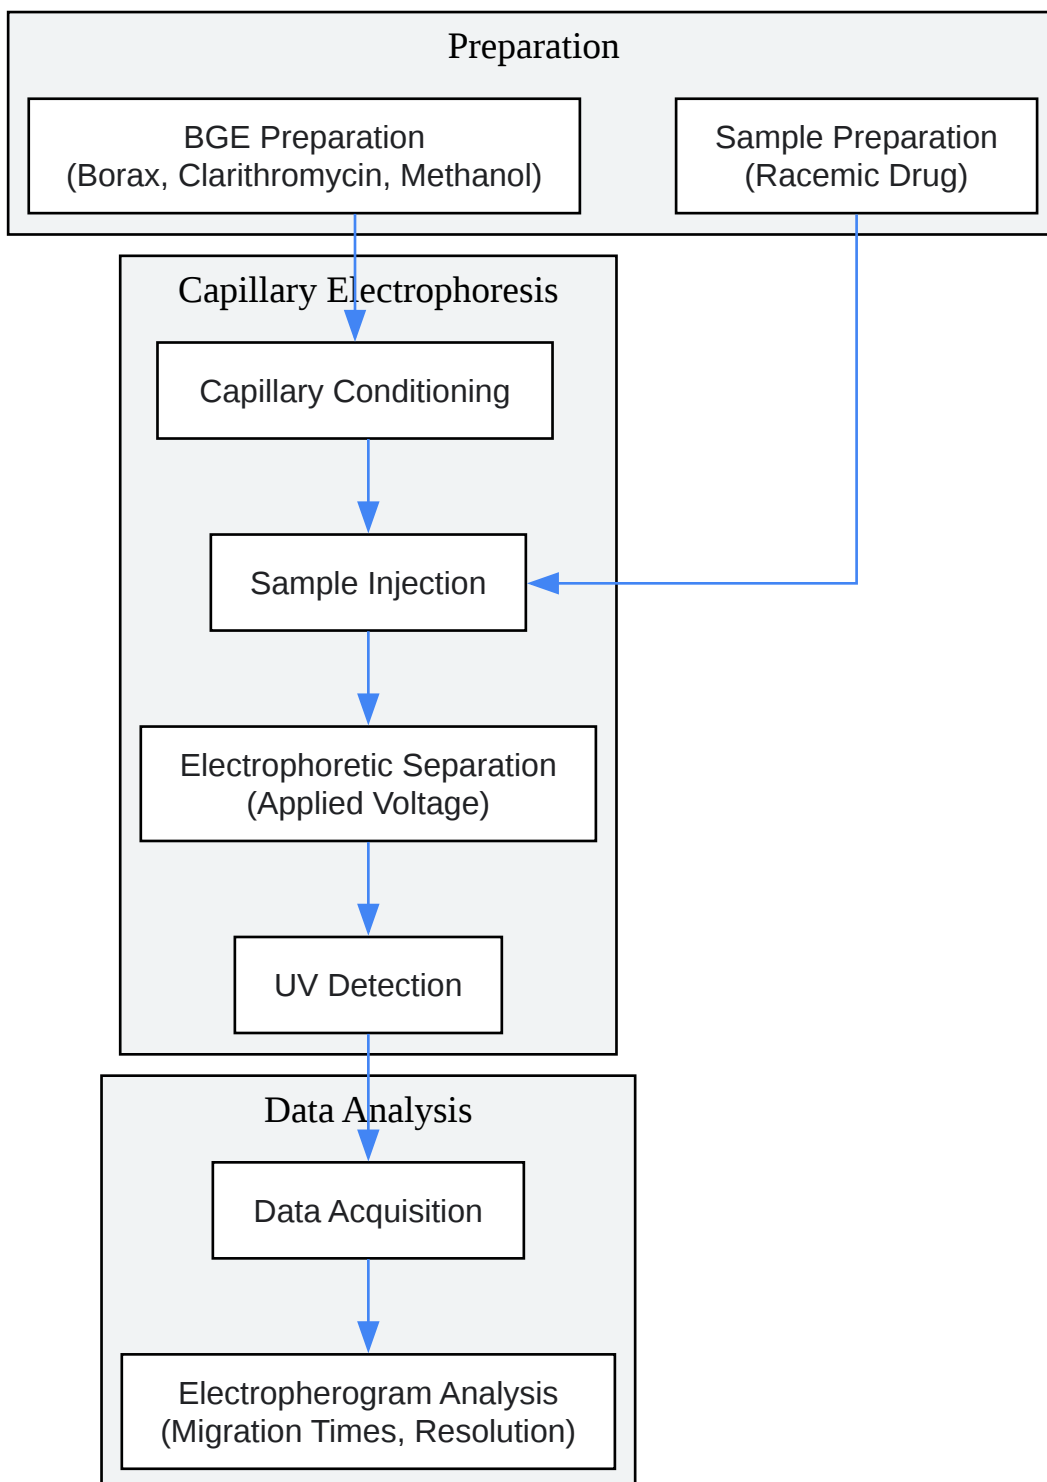 Preparation
BGE Preparation
(Borax, Clarithromycin, Methanol)
Sample Preparation
(Racemic Drug)
Capillary Electrophoresis
Capillary Conditioning
Sample Injection
Electrophoretic Separation
(Applied Voltage)
UV Detection
Data Analysis
Data Acquisition
Electropherogram Analysis
(Migration Times, Resolution)